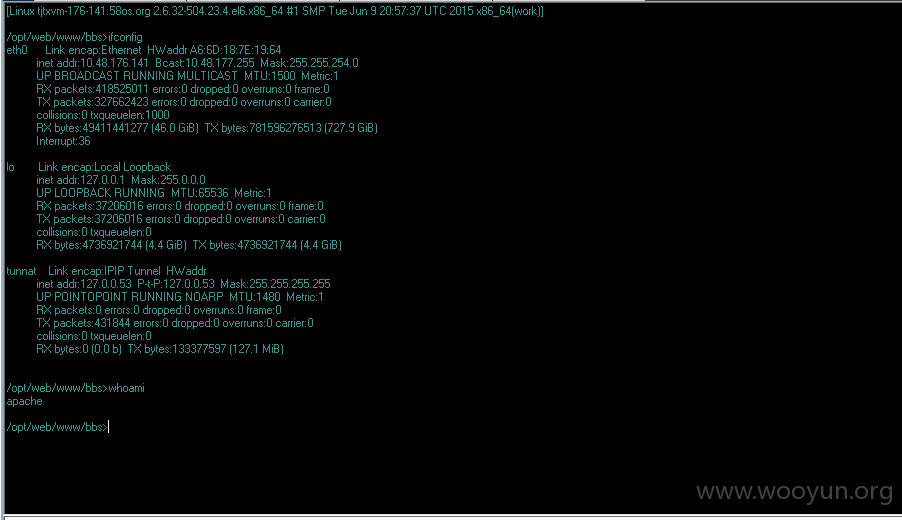 [Linux tjtxvm-176-141.58os.org 2.6.32-504.23.4.el6.x86_64 #1 SMP Tue Jun 9 20:57:37 UTC 2015 x86_64(work)]
/opt/web/www/bbs>ifconfig
eth0 Link encap:Ethernet HWaddr A6:6D:18:7E:19:64
inet addr:10.48.176.141 Bcast:10.48.177.255 Mask:255.255.254.0
UP BROADCAST RUNNING MULTICAST MTU:1500 Metric:1
RX packets:418525011 errors:0 dropped:0 overruns:0 frame:0
TX packets:327662423 errors:0 dropped:0 overruns:0 carrier:0
collisions:0 txqueuelen:1000
RX bytes:49411441277 (46.0 GiB) TX bytes:781596276513 (727.9 GiB)
Interrupt:36
lo Link encap:Local Loopback
inet addr:127.0.0.1 Mask:255.0.0.0
UP LOOPBACK RUNNING MTU:65536 Metric:1
RX packets:37206016 errors:0 dropped:0 overruns:0 frame:0
TX packets:37206016 errors:0 dropped:0 overruns:0 carrier:0
collisions:0 txqueuelen:0
RX bytes:4736921744 (4.4 GiB) TX bytes:4736921744 (4.4 GiB)
tunnat Link encap:IPIP Tunnel HWaddr
inet addr:127.0.0.53 P-t-P:127.0.0.53 Mask:255.255.255.255
UP POINTOPOINT RUNNING NOARP MTU:1480 Metric:1
RX packets:0 errors:0 dropped:0 overruns:0 frame:0
TX packets:431844 errors:0 dropped:0 overruns:0 carrier:0
collisions:0 txqueuelen:0
RX bytes:0 (0.0 b) TX bytes:133377597 (127.1 MiB)
/opt/web/www/bbs>whoami
apache
/opt/web/www/bbs>
www.wooyun.org